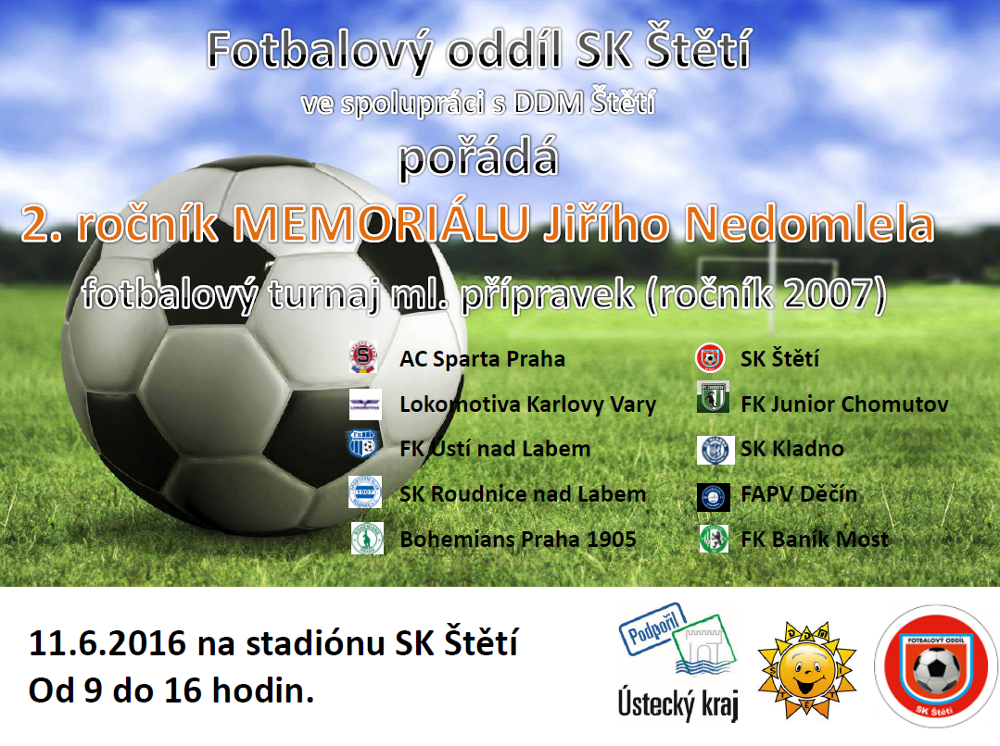 Fotbalový oddíl SK Štětí
ve spolupráci s DDM Štětí
pořádá
2. ročník MEMORIÁLU Jiřího Nedomlela
fotbalový turnaj ml. přípravek (ročník 2007)
AC Sparta Praha
SK Štětí
Lokomotiva Karlovy Vary
FK Junior Chomutov
FK Ústí nad Labem
SK Kladno
SK Roudnice nad Labem
FAPV Děčín
Bohemians Praha 1905
FK Baník Most
11.6.2016 na stadiónu SK Štětí
Od 9 do 16 hodin.
Podpořil
Ústecký kraj
DDM
ŠTĚTÍ
FOTBALOVÝ ODDÍL
SK Štětí